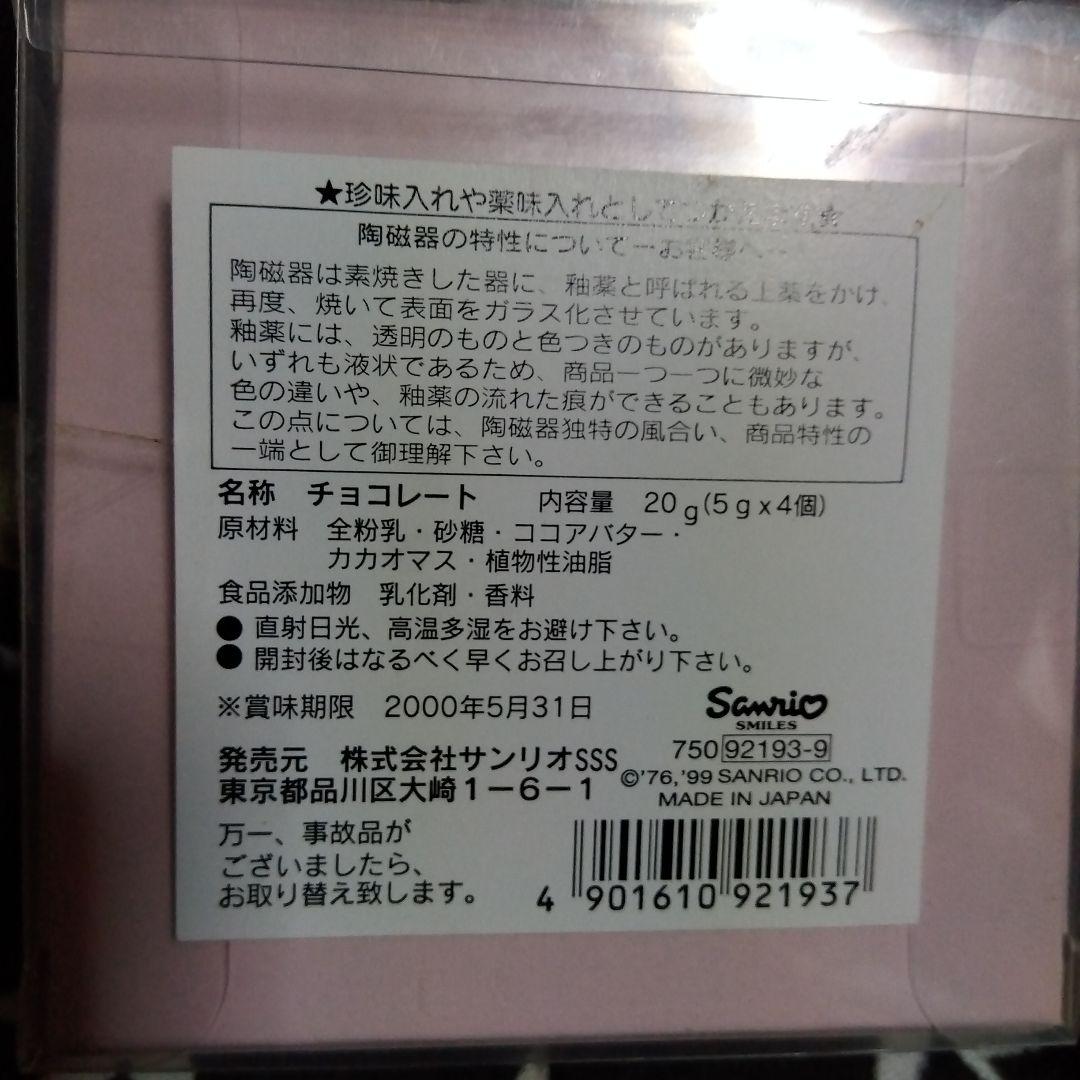 ★珍味入れや薬味入れとして
陶磁器の特性について－お客様へ－
陶磁器は素焼きした器に、釉薬と呼ばれる上薬をかけ、
再度、焼いて表面をガラス化させています。
釉薬には、透明のものと色つきのものがありますが、
いずれも液状であるため、商品一つ一つに微妙な
色の違いや、釉薬の流れた痕ができることもあります。
この点については、陶磁器独特の風合い、商品特性の
一端として御理解下さい。
名称 チョコレート 内容量 20g(5g×4個)
原材料 全粉乳・砂糖・ココアバター・
カカオマス・植物性油脂
食品添加物 乳化剤・香料
●直射日光、高温多湿をお避け下さい。
●開封後はなるべく早くお召し上がり下さい。
※賞味期限 2000年5月31日
Sanrio
SMILES
750 92193-9
発売元 株式会社サンリオSSS
東京都品川区大崎1－6－1
©'76,'99 SANRIO CO., LTD.
MADE IN JAPAN
万一、事故品が
ございましたら、
お取り替え致します。
4 901610 921937